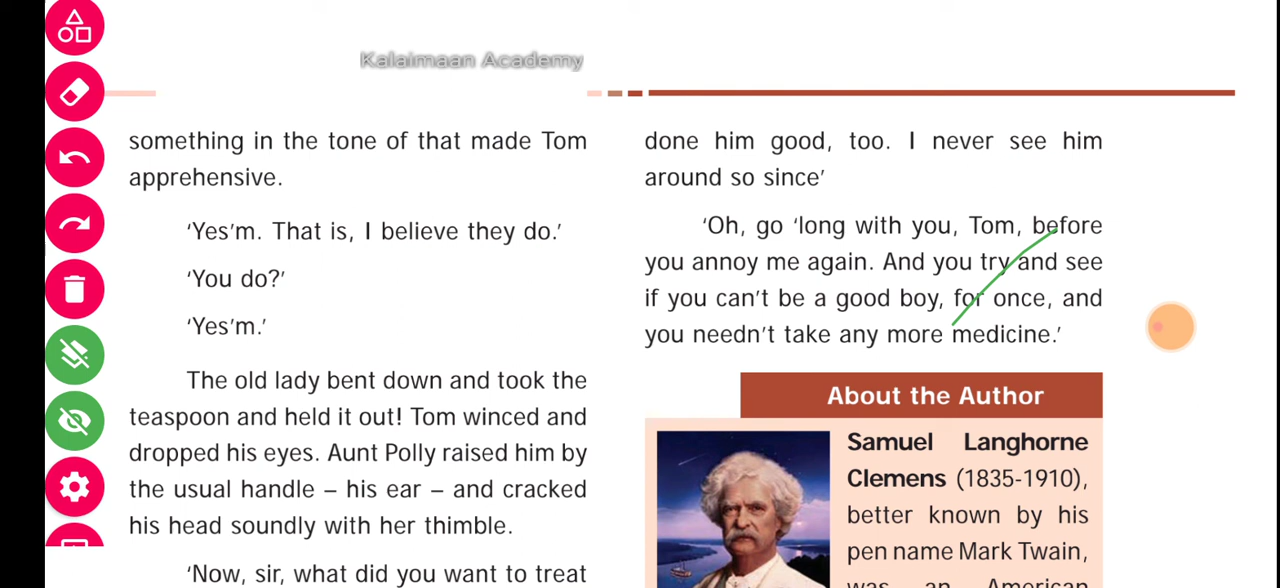 Kalaimaan Academy
something in the tone of that made Tom
apprehensive.
‘Yes’m. That is, I believe they do.’
‘You do?’
‘Yes’m.’
The old lady bent down and took the
teaspoon and held it out! Tom winced and
dropped his eyes. Aunt Polly raised him by
the usual handle – his ear – and cracked
his head soundly with her thimble.
‘Now, sir, what did you want to treat
done him good, too. I never see him
around so since’
‘Oh, go ‘long with you, Tom, before
you annoy me again. And you try and see
if you can’t be a good boy, for once, and
you needn’t take any more medicine.’
About the Author
Samuel Langhorne
Clemens (1835-1910),
better known by his
pen name Mark Twain,
was an American